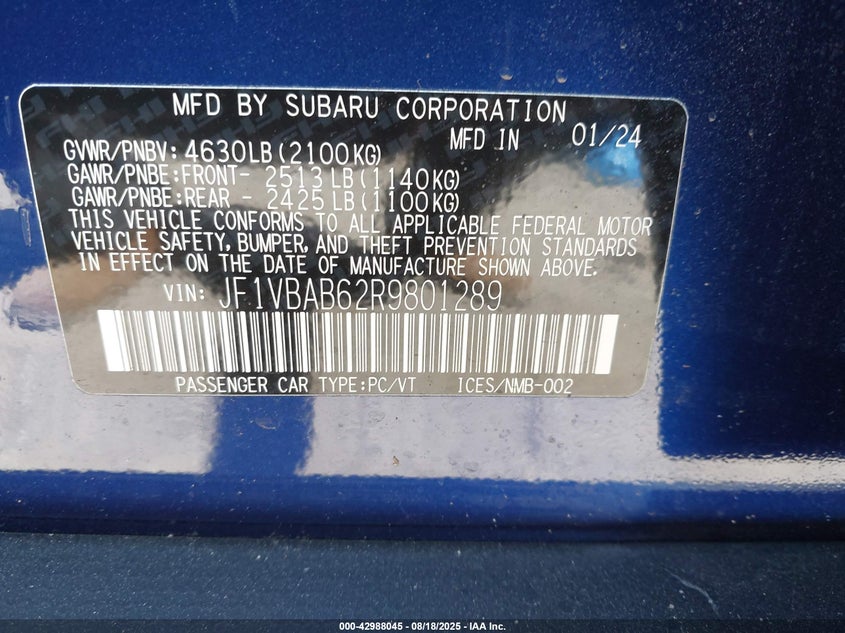 MFD BY SUBARU CORPORATION
MFD IN 01/24
GVWR/PNBV: 4630LB (2100KG)
GAWR/PNBE:FRONT- 2513 LB (1140KG)
GAWR/PNBE:REAR - 2425 LB (1100KG)
THIS VEHICLE CONFORMS TO ALL APPLICABLE FEDERAL MOTOR
VEHICLE SAFETY, BUMPER, AND THEFT PREVENTION STANDARDS
IN EFFECT ON THE DATE OF MANUFACTURE SHOWN ABOVE.
VIN: JF1VBAB62R9801289
PASSENGER CAR TYPE:PC/VT ICES/NMB-002
000-42988045 - 08/18/2025 - IAA Inc.